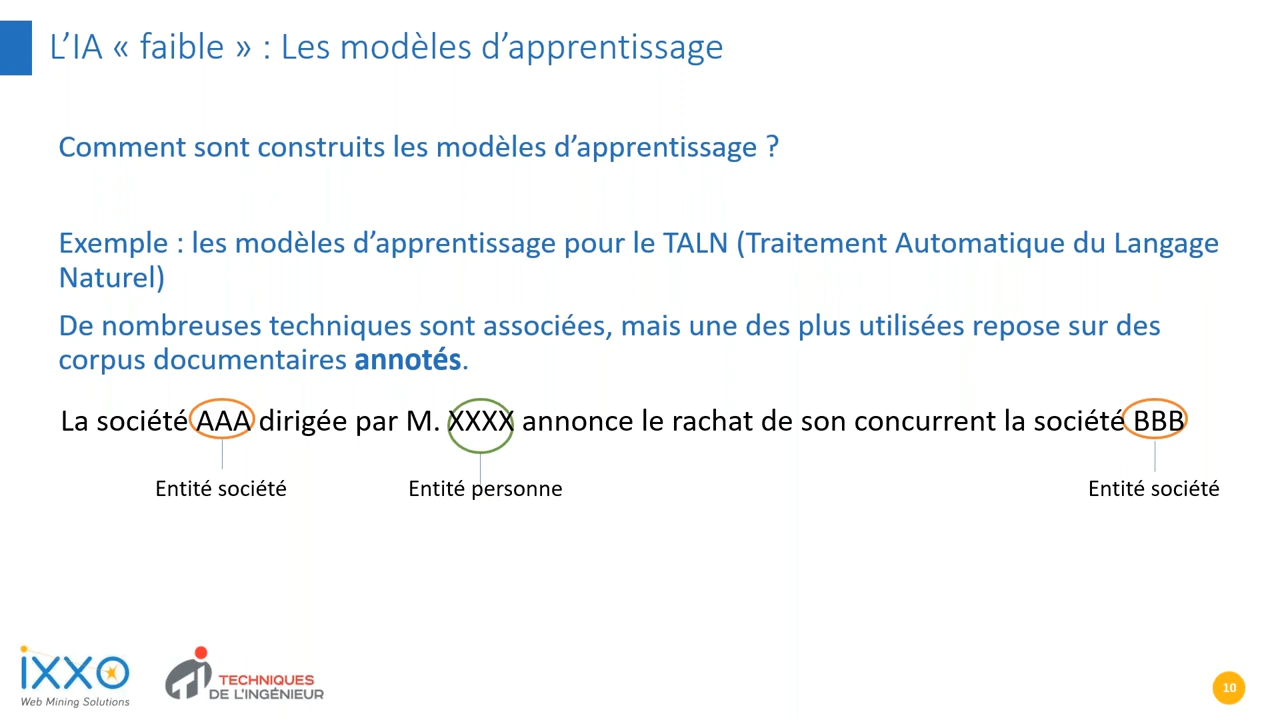 L’IA « faible » : Les modèles d’apprentissage
Comment sont construits les modèles d’apprentissage ?
Exemple : les modèles d’apprentissage pour le TALN (Traitement Automatique du Langage
Naturel)
De nombreuses techniques sont associées, mais une des plus utilisées repose sur des
corpus documentaires annotés.
La société AAA dirigée par M. XXXX annonce le rachat de son concurrent la société BBB
Entité société Entité personne Entité société
ixxo
Web Mining Solutions
TECHNIQUES
DE L’INGÉNIEUR
10